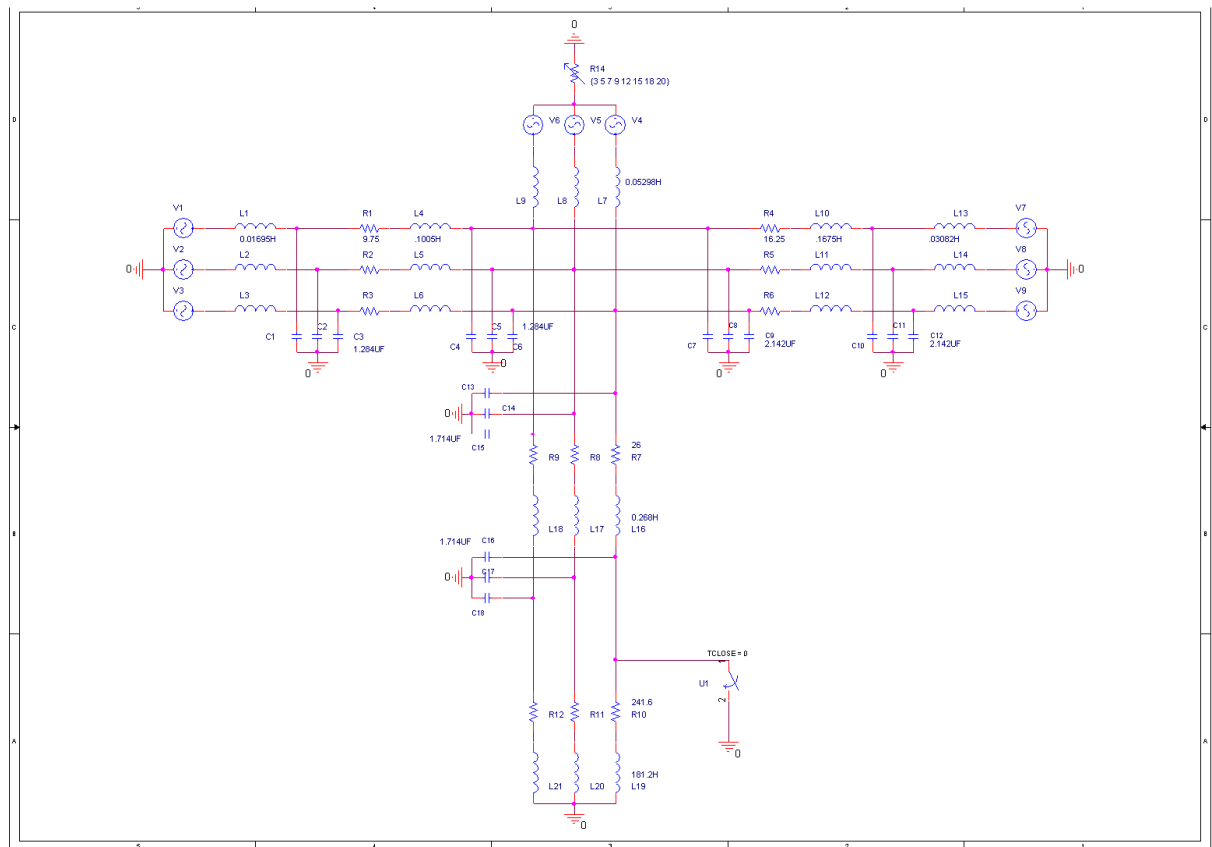 0
R14
{3 5 7 9 12 15 18 20}
V6 V5 V4
0.05298H
L9 L8 L7
V1 L1 R1 L4 R4 L10 L13 V7
0.01695H 9.75 .1005H 16.25 .1675H .03082H
V2 L2 R2 L5 R5 L11 L14 V8
0 0
V3 L3 R3 L6 R6 L12 L15 V9
C2 C5 1.284UF C8 C11
C1 C3 C4 C6 C7 C9 C10 C12
1.284UF 2.142UF 2.142UF
0 0 0 0
C13
0 C14
1.714UF C15
26
R9 R8 R7
0.268H
L18 L17 L16
1.714UF C16
0 C17
C18
TCLOSE = 0
1
U1
2
241.6
R12 R11 R10
0
181.2H
L21 L20 L19
0
D D
C C
B B
A A